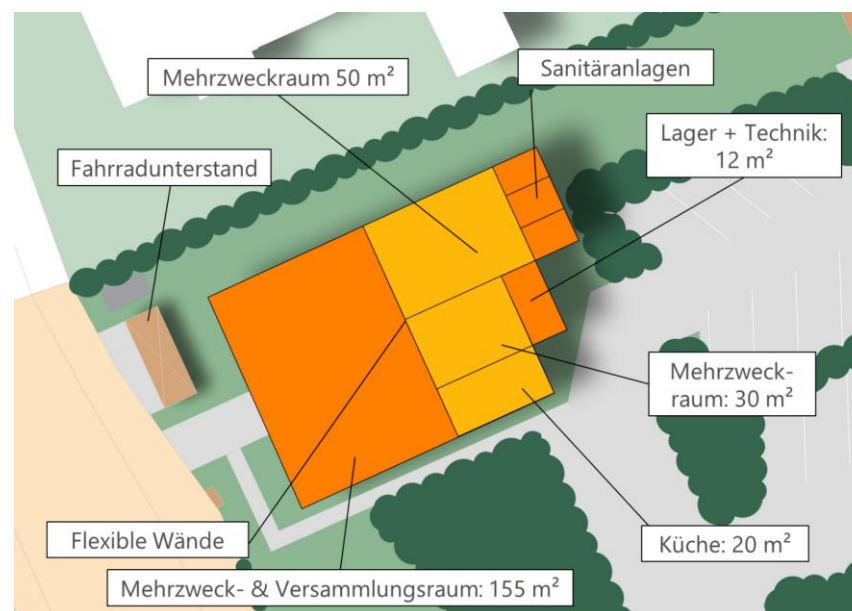 Mehrzweckraum 50 m²
Sanitäranlagen
Lager + Technik:
12 m²
Fahrradunterstand
Mehrzweck-
raum: 30 m²
Flexible Wände
Küche: 20 m²
Mehrzweck- & Versammlungsraum: 155 m²